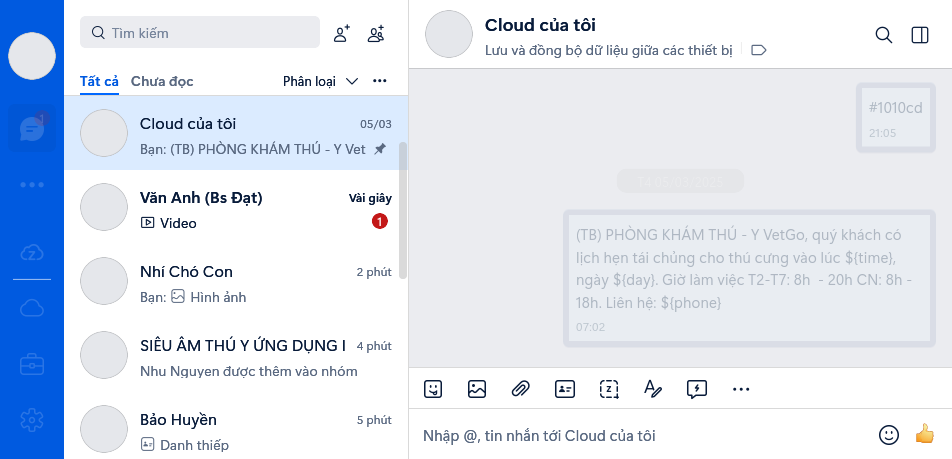 Tìm kiếm
Tất cả
Chưa đọc
Phân loại
Cloud của tôi
05/03
Bạn: (TB) PHÒNG KHÁM THÚ - Y Vet
Văn Anh (Bs Đạt)
Vài giây
Video
1
Nhí Chó Con
2 phút
Bạn: Hình ảnh
SIÊU ÂM THÚ Y ỨNG DỤNG
4 phút
Nhu Nguyen được thêm vào nhóm
Bảo Huyền
5 phút
Danh thiếp
Cloud của tôi
Lưu và đồng bộ dữ liệu giữa các thiết bị
#1010cd
21:05
(TB) PHÒNG KHÁM THÚ - Y VetGo, quý khách có
lịch hẹn tái chủng cho thú cưng vào lúc ${time},
ngày ${day}. Giờ làm việc T2-T7: 8h - 20h CN: 8h -
18h. Liên hệ: ${phone}
07:02
Nhập @, tin nhắn tới Cloud của tôi